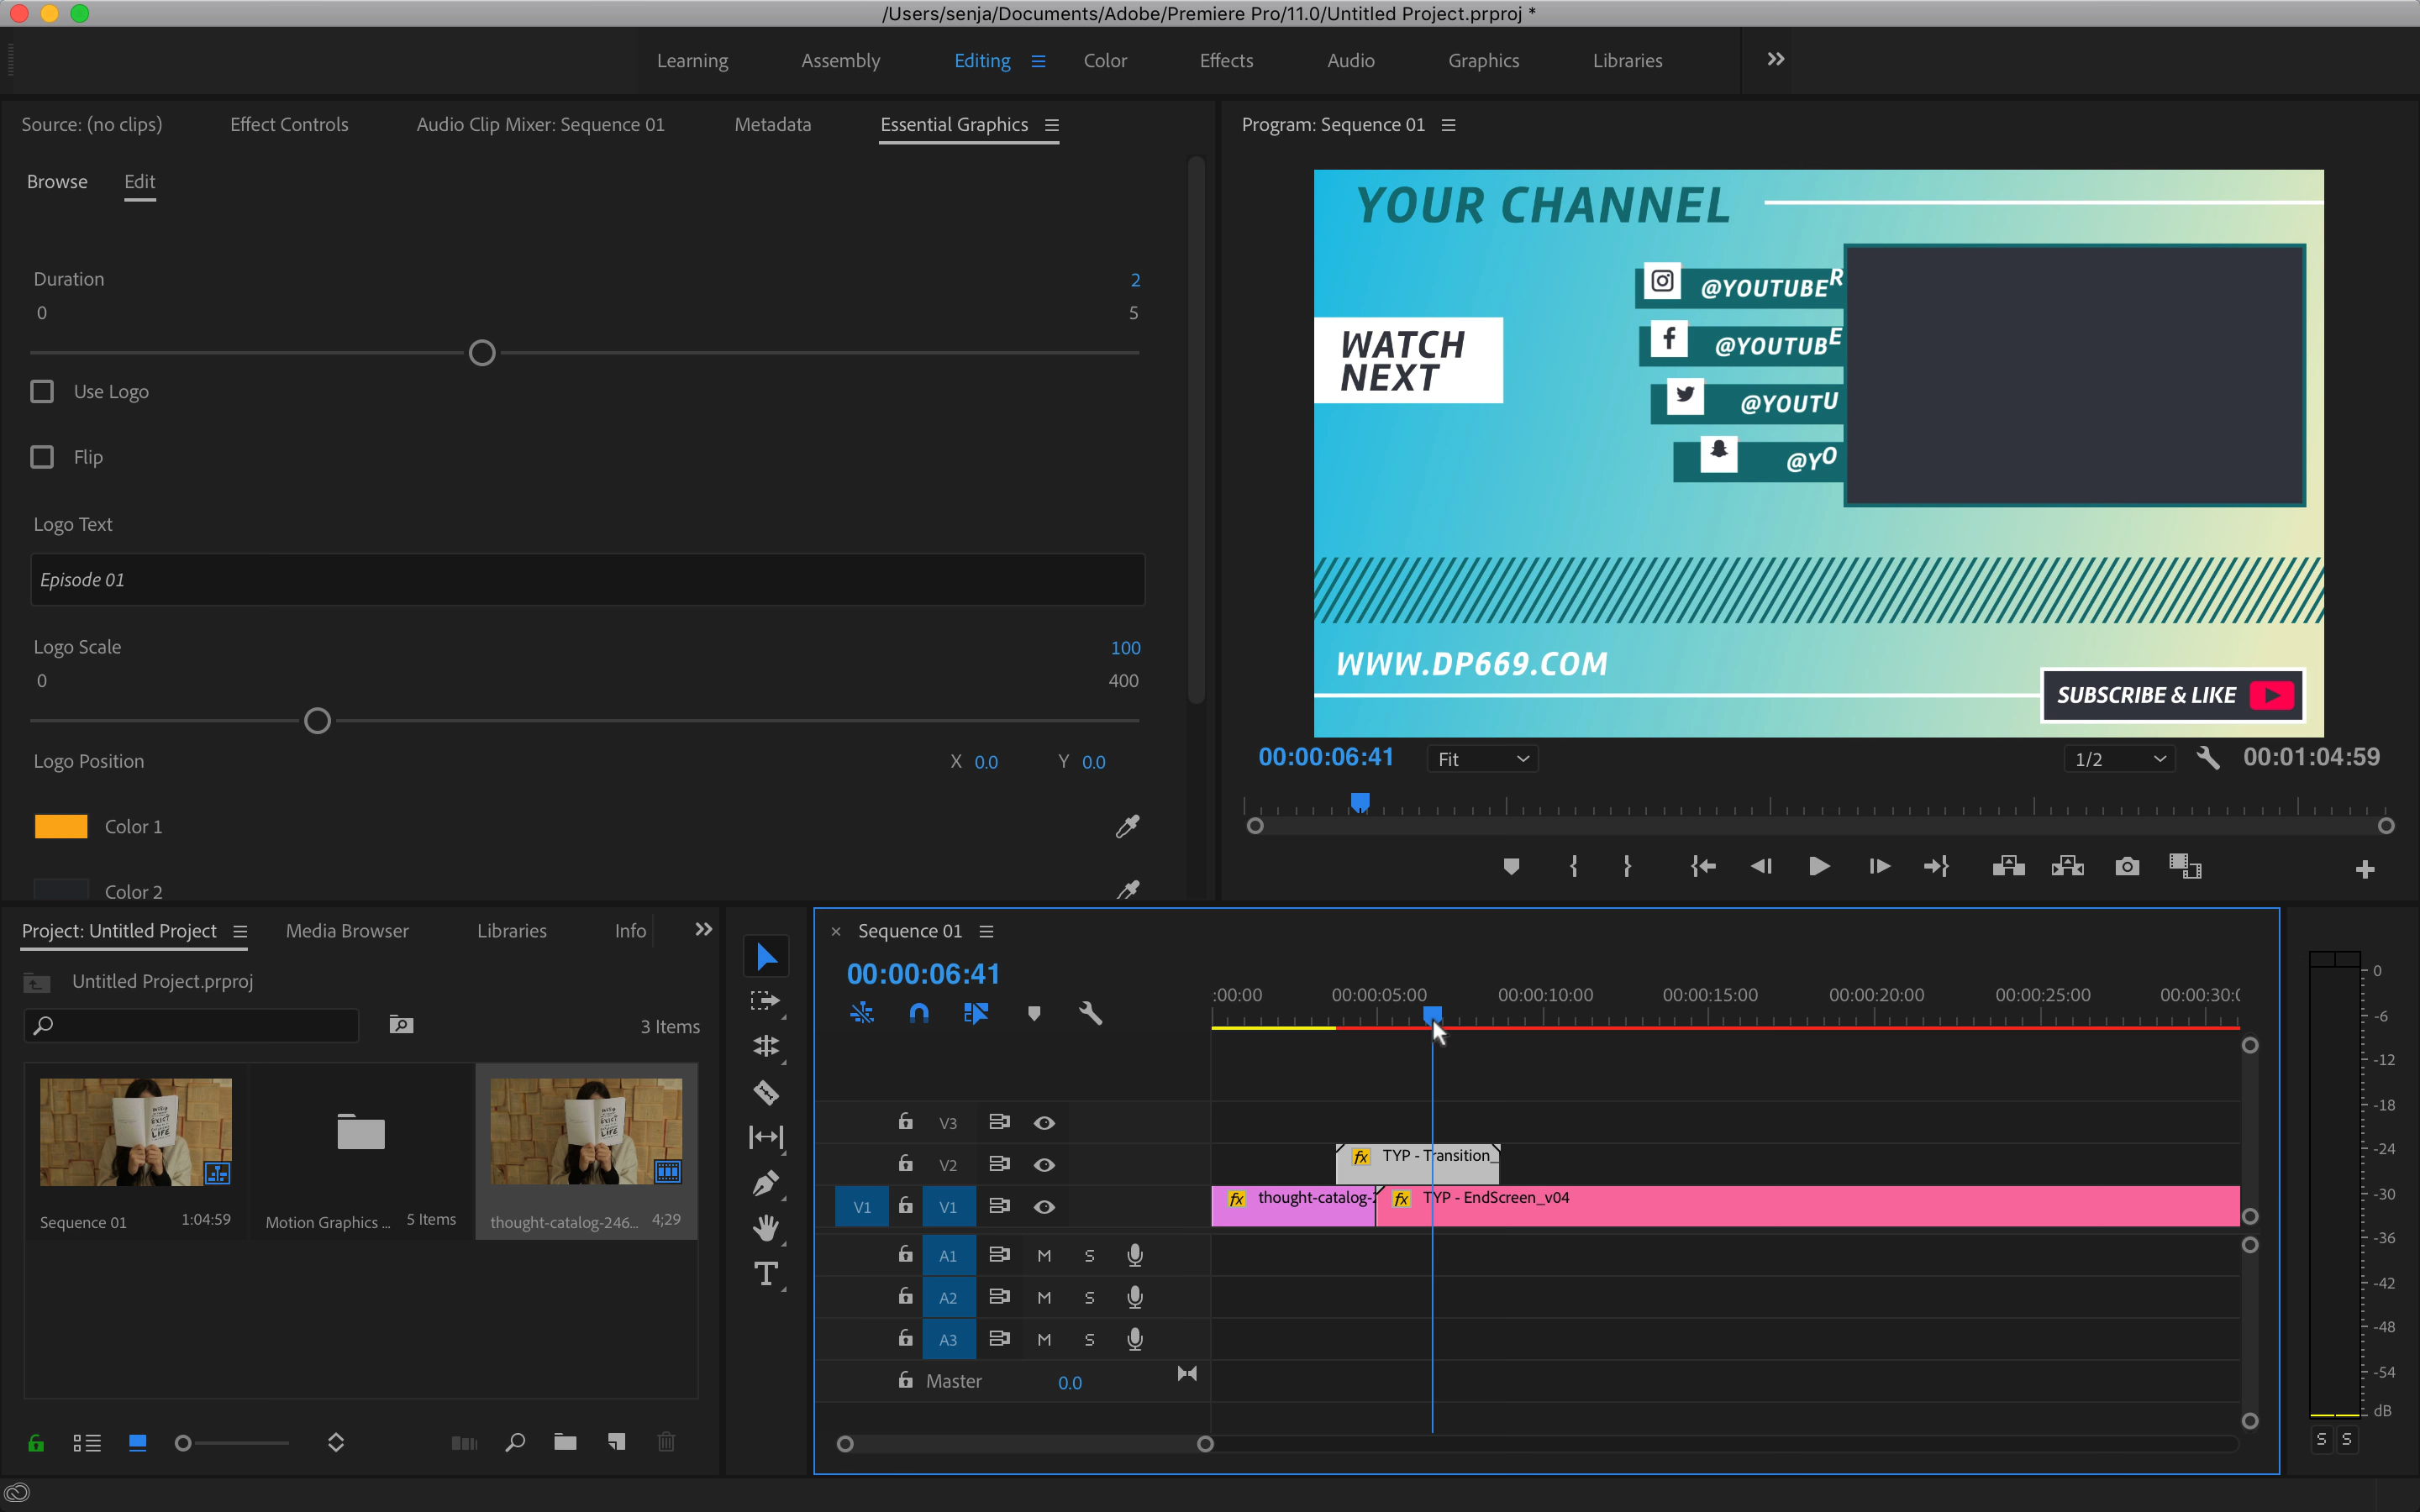 /Users/senja/Documents/Adobe/Premiere Pro/11.0/Untitled Project.prproj *
Learning Assembly Editing Color Effects Audio Graphics Libraries
Source: (no clips) Effect Controls Audio Clip Mixer: Sequence 01 Metadata Essential Graphics
Browse Edit
Duration 2
0 5
Use Logo
Flip
Logo Text
Episode 01
Logo Scale 100
0 400
Logo Position X 0.0 Y 0.0
Color 1
Color 2
Program: Sequence 01
YOUR CHANNEL
@YOUTUBER
WATCH
NEXT
@YOUTUBE
@YOUTU
@YO
WWW.DP669.COM
SUBSCRIBE & LIKE
00:00:06:41 Fit 1/2 00:01:04:59
Project: Untitled Project Media Browser Libraries Info
Untitled Project.prproj
3 Items
Sequence 01 1:04:59
Motion Graphics ... 5 Items
thought-catalog-246... 4;29
Sequence 01
00:00:06:41
:00:00 00:00:05:00 00:00:10:00 00:00:15:00 00:00:20:00 00:00:25:00 00:00:30:0
V3
V2 fx TYP - Transition_
V1 V1 fx thought-catalog-2 fx TYP - EndScreen_v04
A1 M S
A2 M S
A3 M S
Master 0.0
0
-6
-12
-18
-24
-30
-36
-42
-48
-54
dB
S S